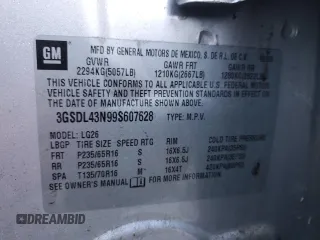 GM
MFD BY GENERAL MOTORS DE MEXICO, S. DE R.L. DE C.V.
GVWR GAWR FRT GAWR RR
2294KG(5057LB) 1210KG(2667LB)
THIS VEHICLE CONFORMS TO ALL APPLICABLE U.S. FEDERAL
MOTOR VEHICLE SAFETY, BUMPER, AND THEFT PREVENTION
STANDARDS IN EFFECT ON THE DATE OF MANUFACTURE
SHOWN ABOVE.
3GSDL43N99S607628 TYPE: M.P.V.
MODEL: LG26
LBGP TIRE SIZE SPEED RTG RIM COLD TIRE PRESSURE
FRT P235/65R16 S 16X6.5J
RR P235/65R16 S 16X6.5J
SPA T135/70R16 M 16X4T
SEE OWNER'S MANUAL FOR ADDITIONAL INFORMATION
AUTOBIDMASTER